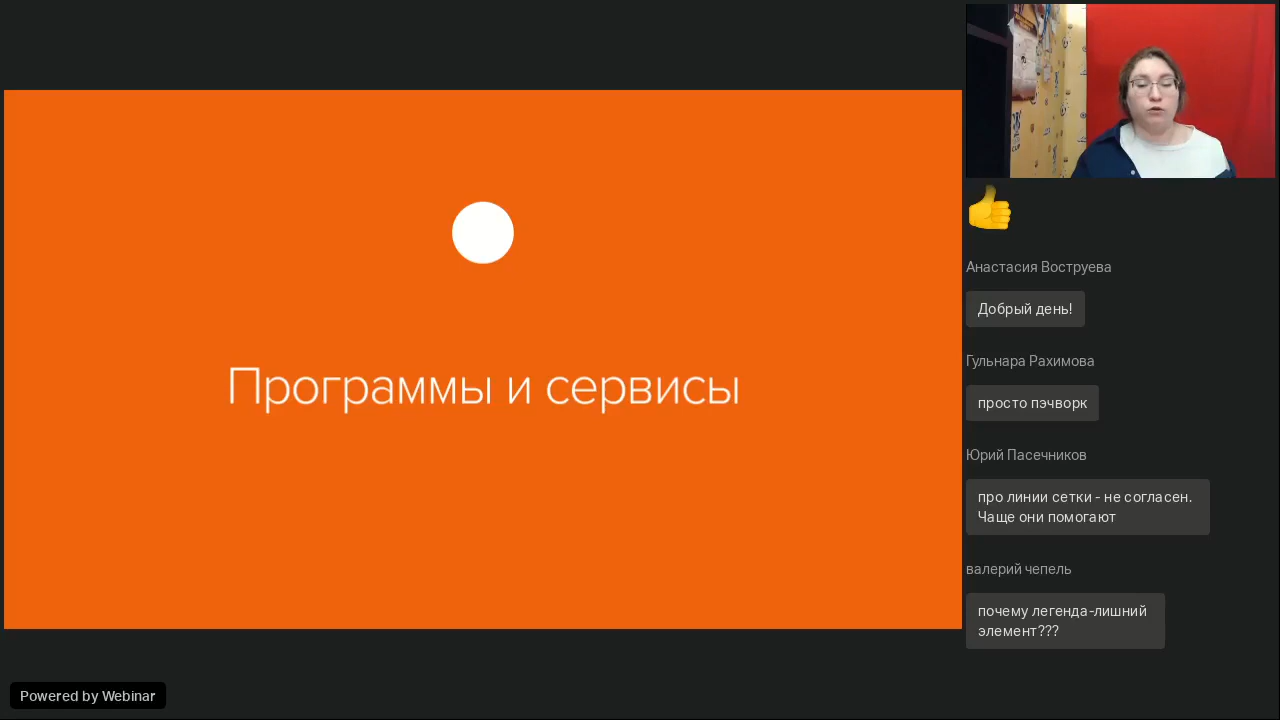 Программы и сервисы
Анастасия Воструева
Добрый день!
Гульнара Рахимова
просто пэчворк
Юрий Пасечников
про линии сетки - не согласен.
Чаще они помогают
валерий чепель
почему легенда-лишний
элемент???
Powered by Webinar